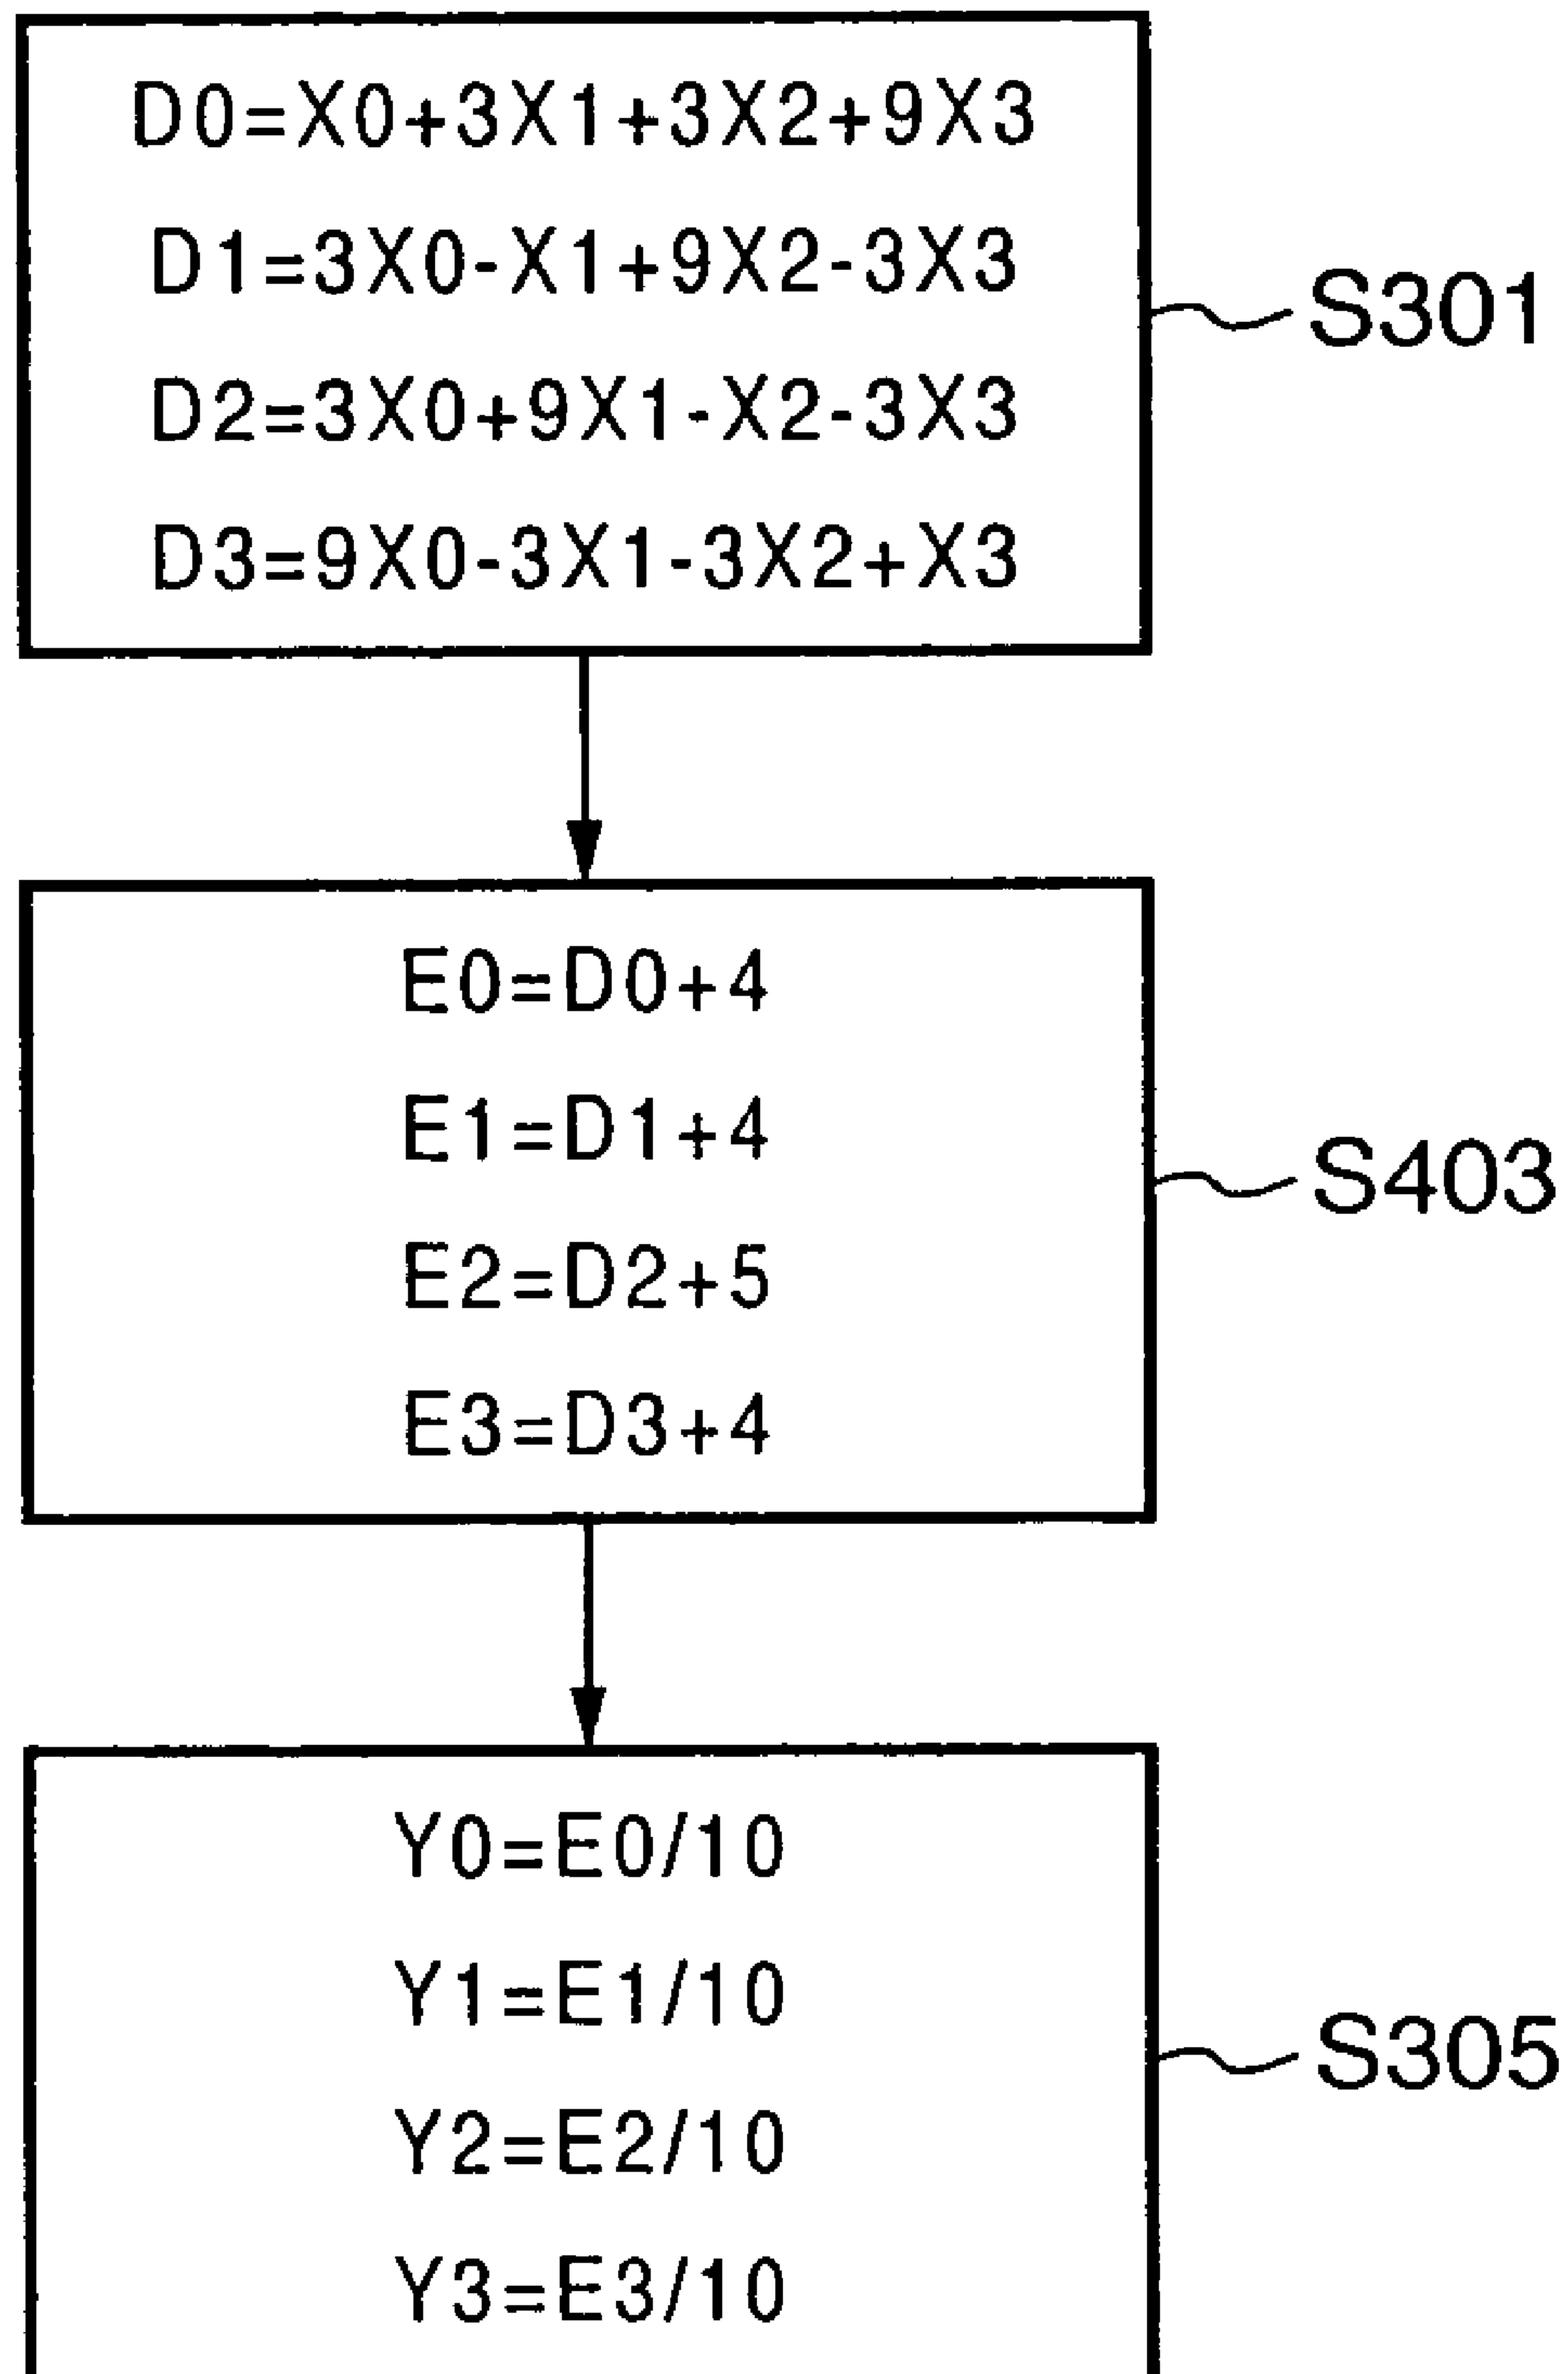 D0=X0+3X1+3X2+9X3
D1=3X0-X1+9X2-3X3
D2=3X0+9X1-X2-3X3
D3=9X0-3X1-3X2+X3
S301
E0=D0+4
E1=D1+4
E2=D2+5
E3=D3+4
S403
Y0=E0/10
Y1=E1/10
Y2=E2/10
Y3=E3/10
S305